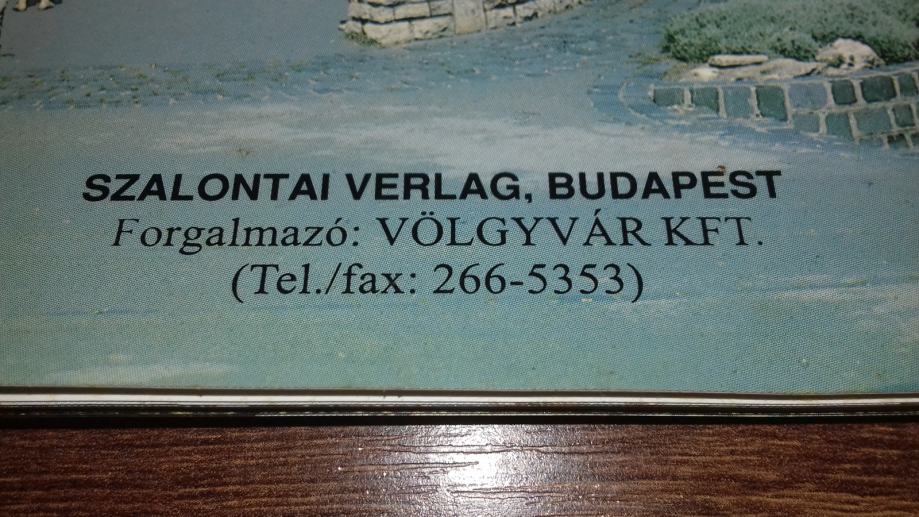 SZALONTAI VERLAG, BUDAPEST
Forgalmazó: VÖLGYVÁR KFT.
(Tel./fax: 266-5353)